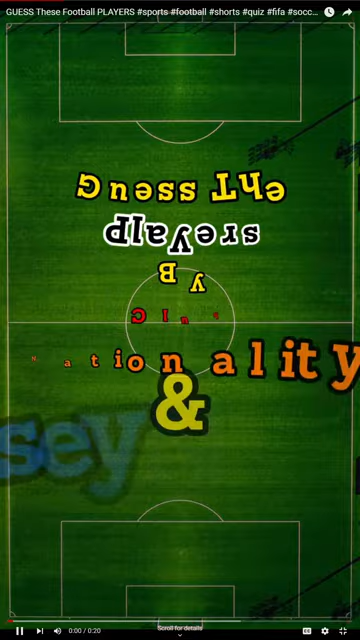 GUESS These Football PLAYERS #sports #football #shorts #quiz #fifa #socc...
Guess The
players
By
Club
Nationality
&
sey
0:00 / 0:20
Scroll for details